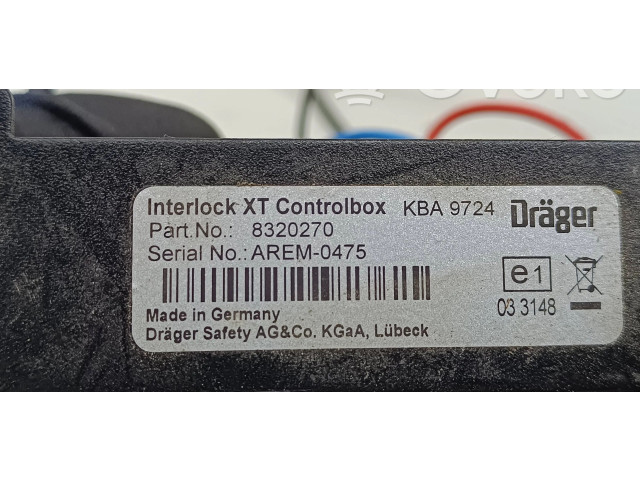 Interlock XT Controlbox KBA 9724 Dräger
Part.No.: 8320270
Serial No.: AREM-0475
e1
03 3148
Made in Germany
Dräger Safety AG&Co. KGaA, Lübeck